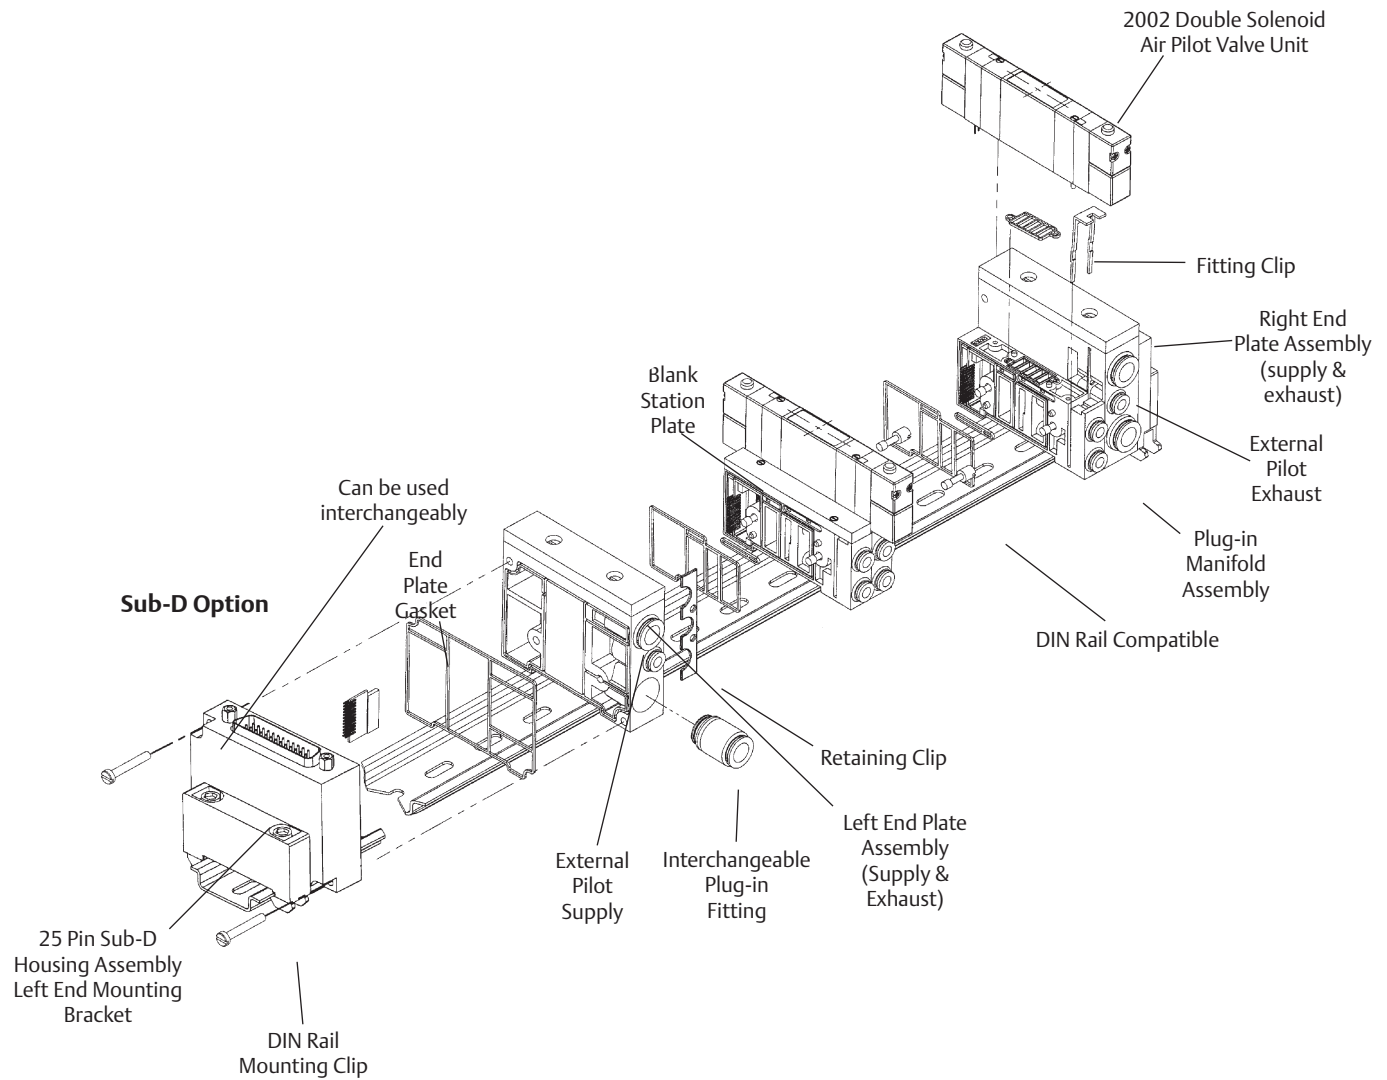 2002 Double Solenoid
Air Pilot Valve Unit
Fitting Clip
Right End
Plate Assembly
(supply &
exhaust)
Blank
Station
Plate
External
Pilot
Exhaust
Can be used
interchangeably
Plug-in
Manifold
Assembly
End
Plate
Gasket
Sub-D Option
DIN Rail Compatible
Retaining Clip
Left End Plate
Assembly
(Supply &
Exhaust)
External
Pilot
Supply
Interchangeable
Plug-in
Fitting
25 Pin Sub-D
Housing Assembly
Left End Mounting
Bracket
DIN Rail
Mounting Clip